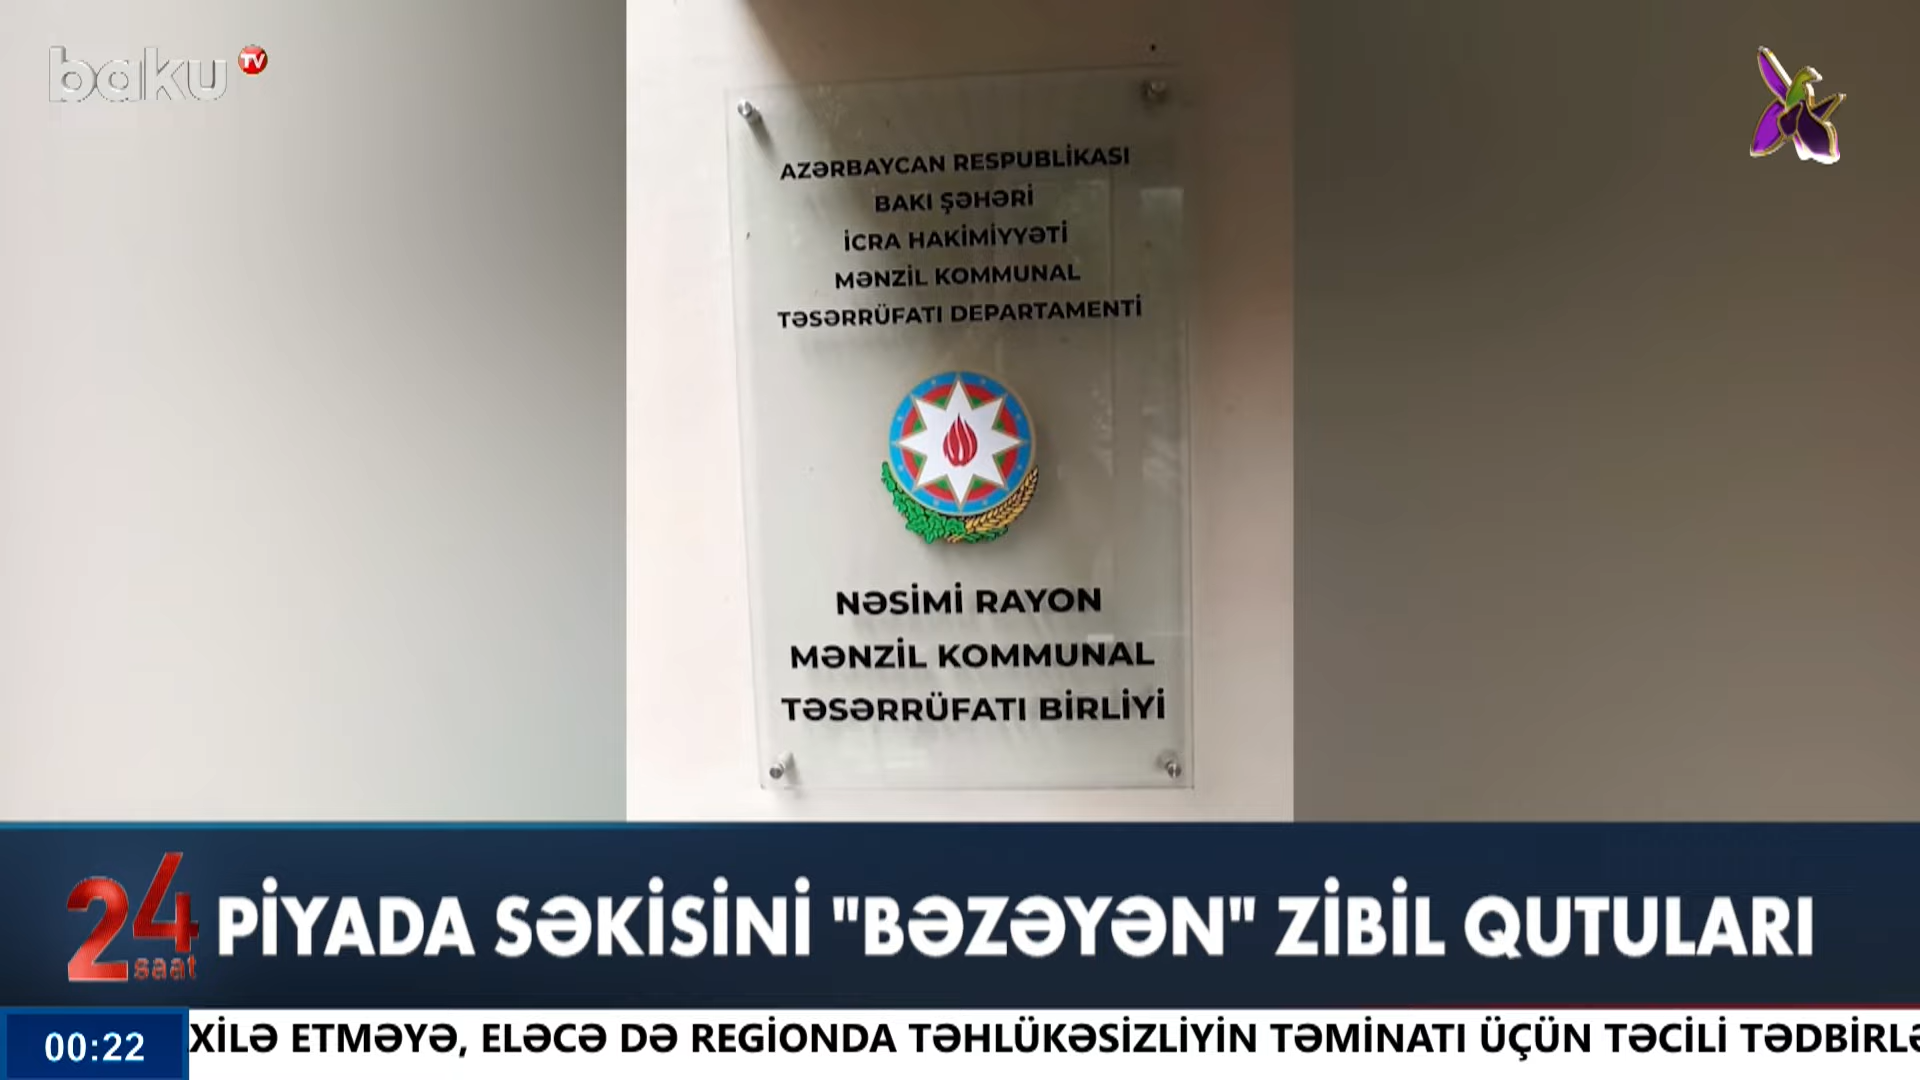 baku TV
AZƏRBAYCAN RESPUBLİKASI
BAKI ŞƏHƏRİ
İCRA HAKİMİYYƏTİ
MƏNZİL KOMMUNAL
TƏSƏRRÜFATI DEPARTAMENTİ
NƏSİMİ RAYON
MƏNZİL KOMMUNAL
TƏSƏRRÜFATI BİRLİYİ
24 saat
PİYADA SƏKİSİNİ "BƏZƏYƏN" ZİBİL QUTULARI
00:22
XİLƏ ETMƏYƏ, ELƏCƏ DƏ REGİONDA TƏHLÜKƏSİZLİYİN TƏMİNATI ÜÇÜN TƏCİLİ TƏDBİRLƏ